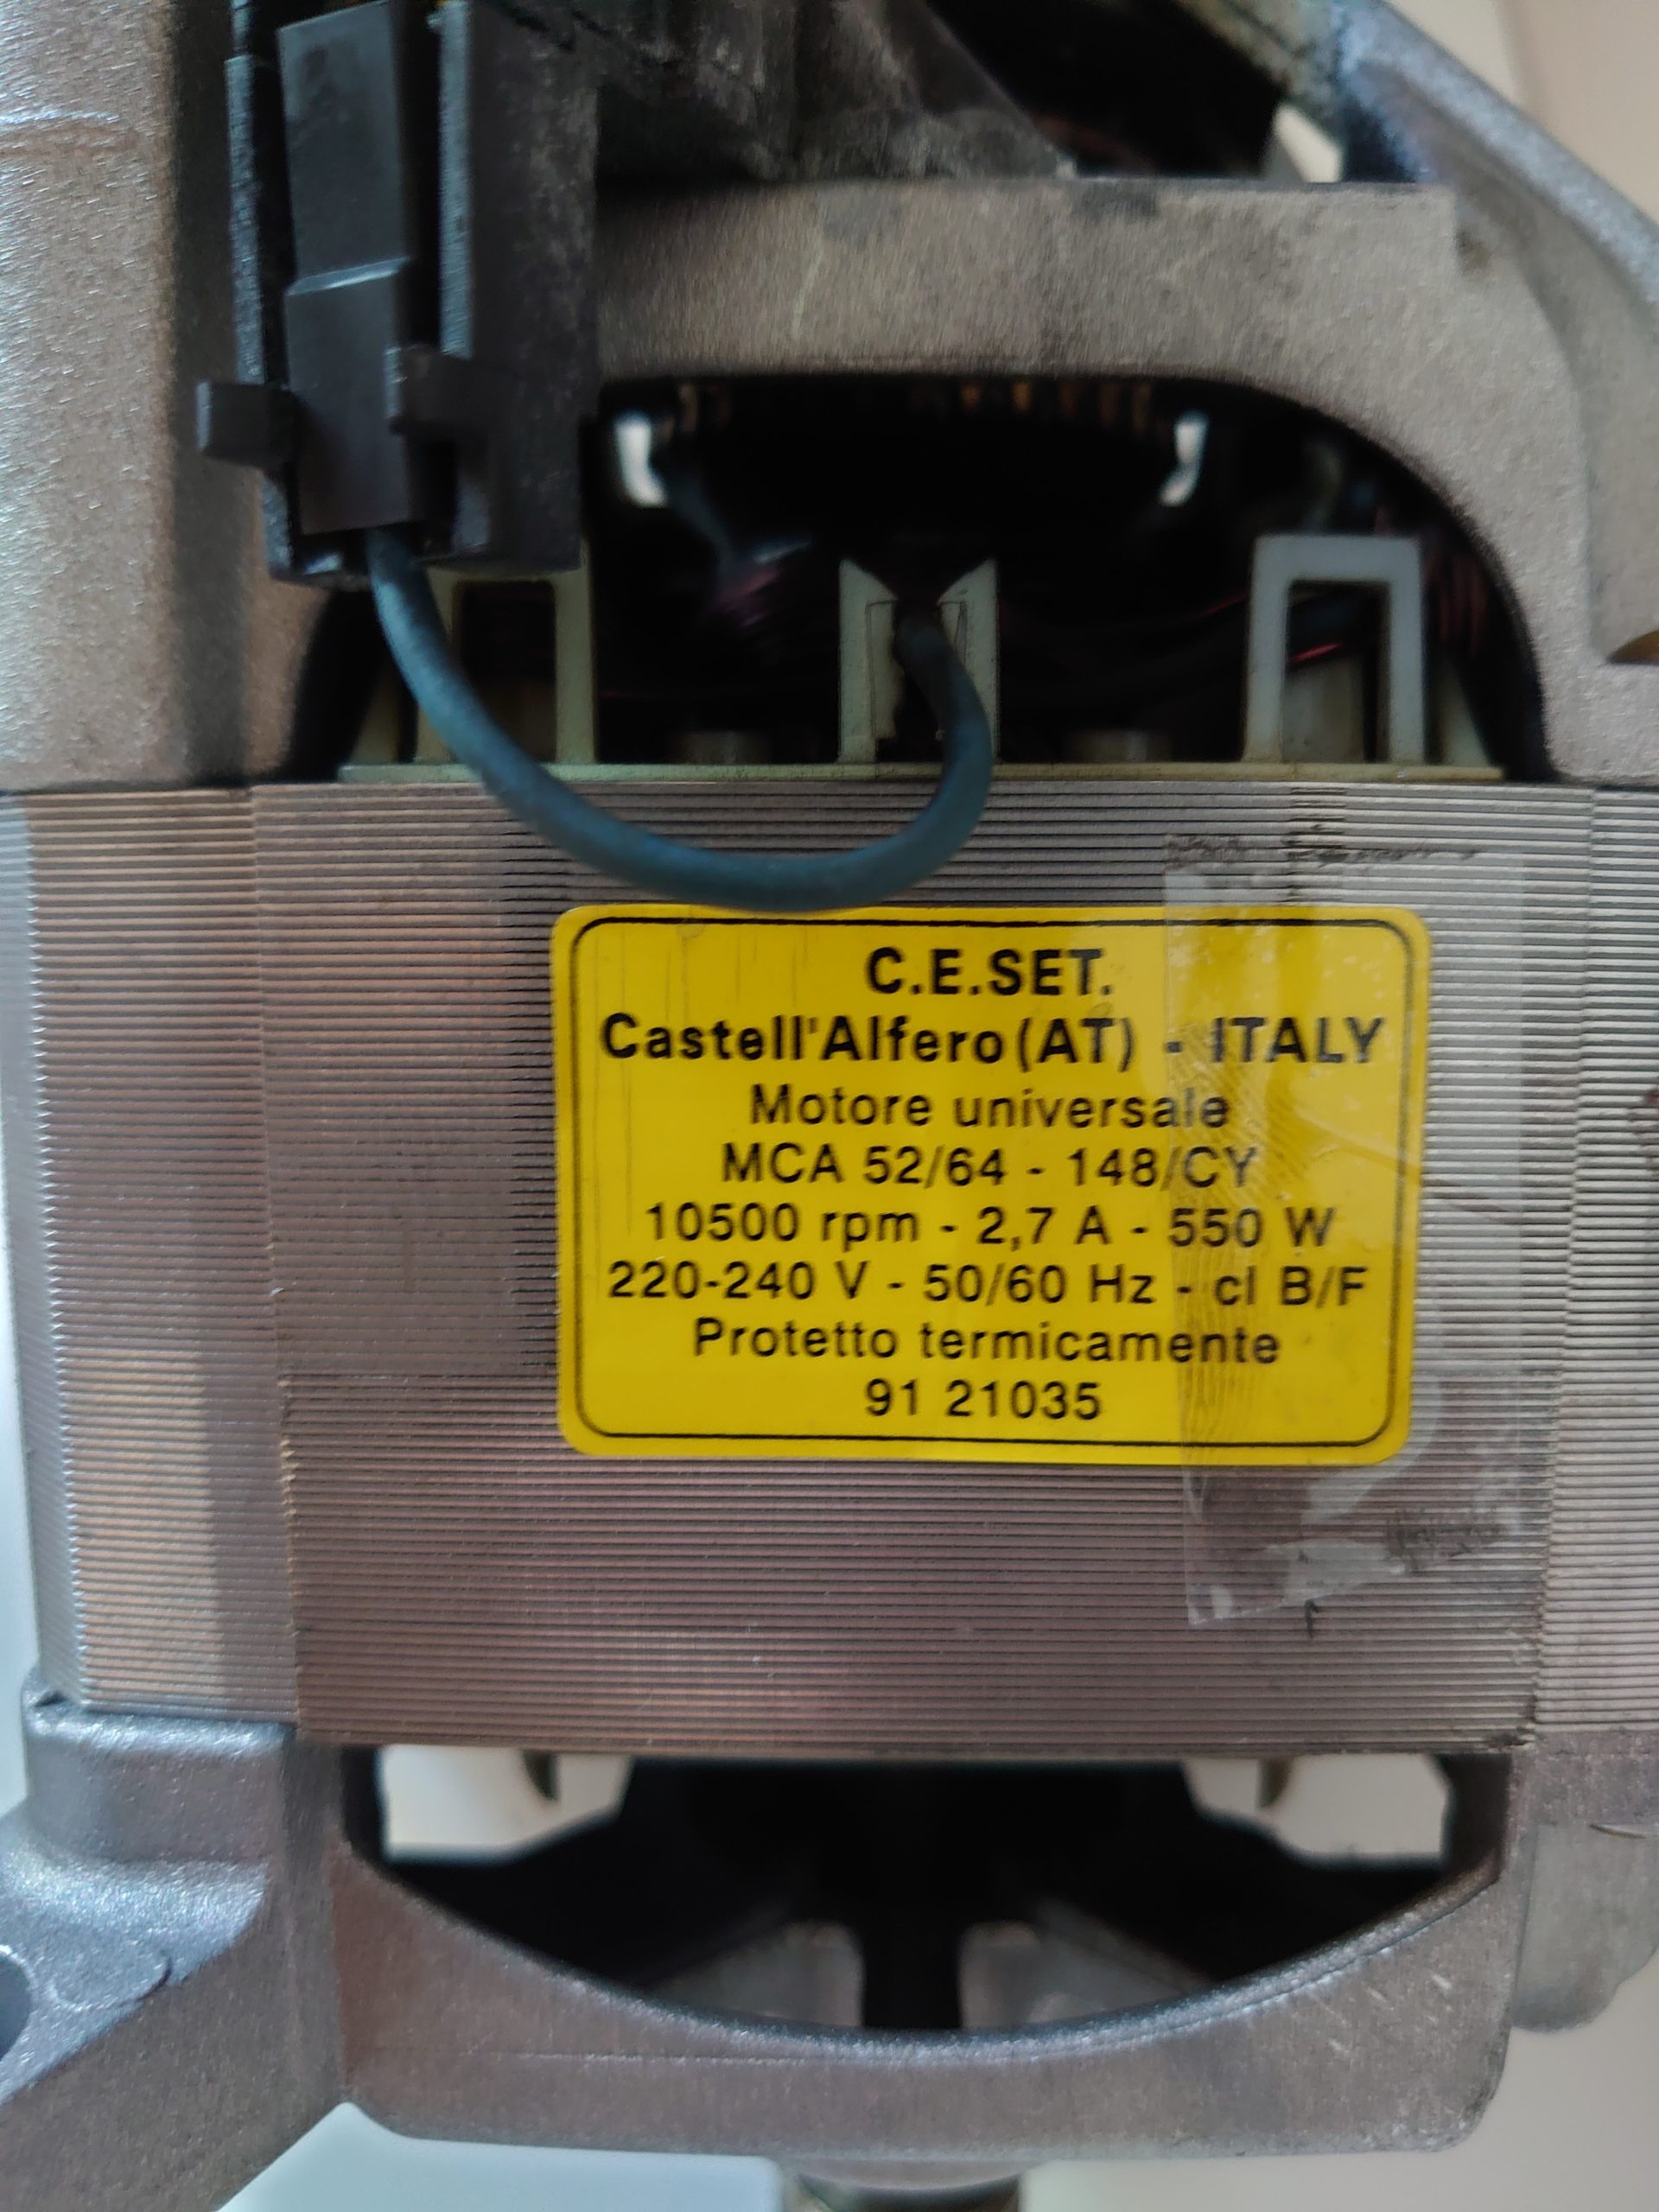 C.E.SET.
Castell'Alfero (AT) - ITALY
Motore universale
MCA 52/64 - 148/CY
10500 rpm - 2,7 A - 550 W
220-240 V - 50/60 Hz - cl B/F
Protetto termicamente
91 21035